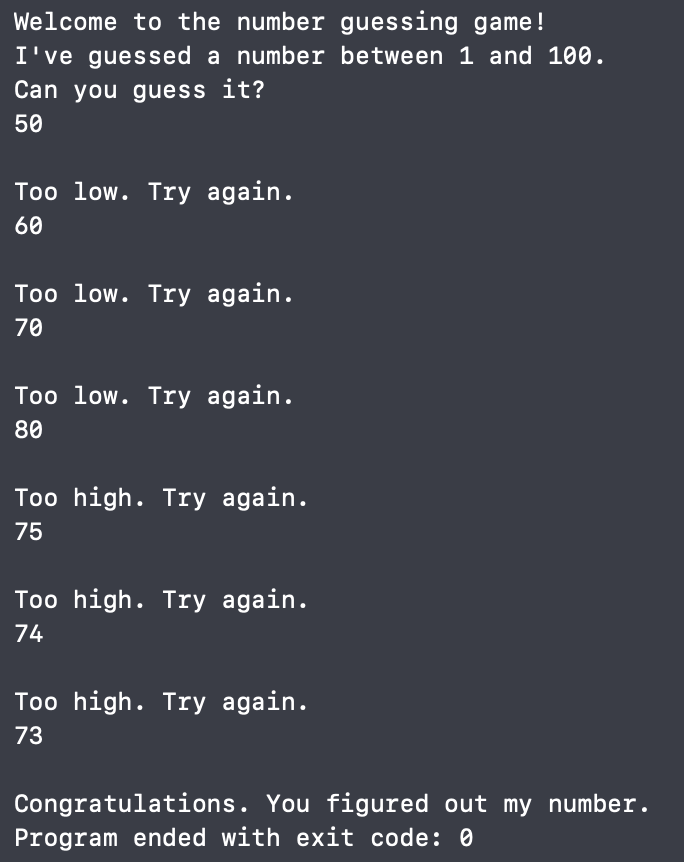 Welcome to the number guessing game!
I've guessed a number between 1 and 100.
Can you guess it?
50
Too low. Try again.
60
Too low. Try again.
70
Too low. Try again.
80
Too high. Try again.
75
Too high. Try again.
74
Too high. Try again.
73
Congratulations. You figured out my number.
Program ended with exit code: 0